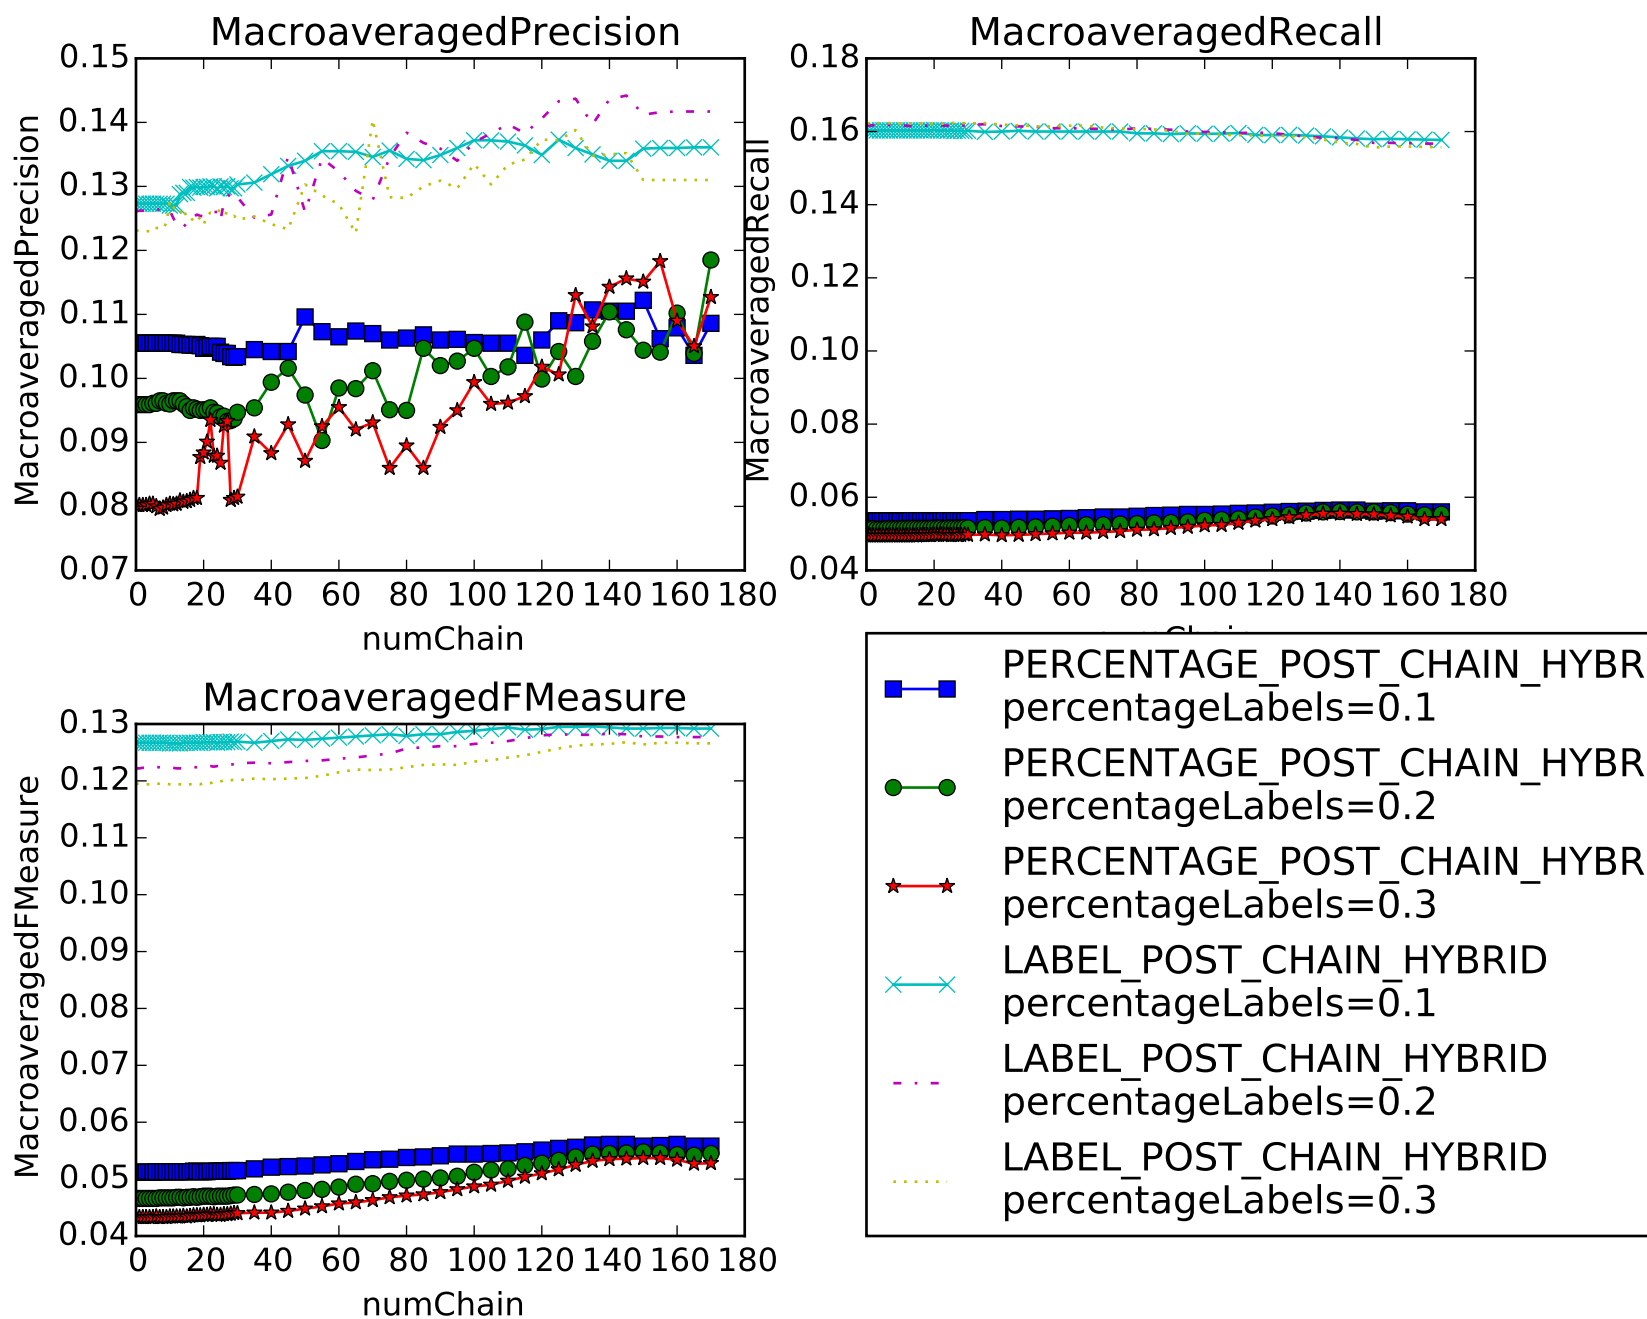 MacroaveragedPrecision
MacroaveragedPrecision
0.15
0.14
0.13
0.12
0.11
0.10
0.09
0.08
0.07
0 20 40 60 80 100 120 140 160 180
numChain
MacroaveragedRecall
MacroaveragedRecall
0.18
0.16
0.14
0.12
0.10
0.08
0.06
0.04
0 20 40 60 80 100 120 140 160 180
MacroaveragedFMeasure
MacroaveragedFMeasure
0.13
0.12
0.11
0.10
0.09
0.08
0.07
0.06
0.05
0.04
0 20 40 60 80 100 120 140 160 180
numChain
PERCENTAGE_POST_CHAIN_HYBR
percentageLabels=0.1
PERCENTAGE_POST_CHAIN_HYBR
percentageLabels=0.2
PERCENTAGE_POST_CHAIN_HYBR
percentageLabels=0.3
LABEL_POST_CHAIN_HYBRID
percentageLabels=0.1
LABEL_POST_CHAIN_HYBRID
percentageLabels=0.2
LABEL_POST_CHAIN_HYBRID
percentageLabels=0.3